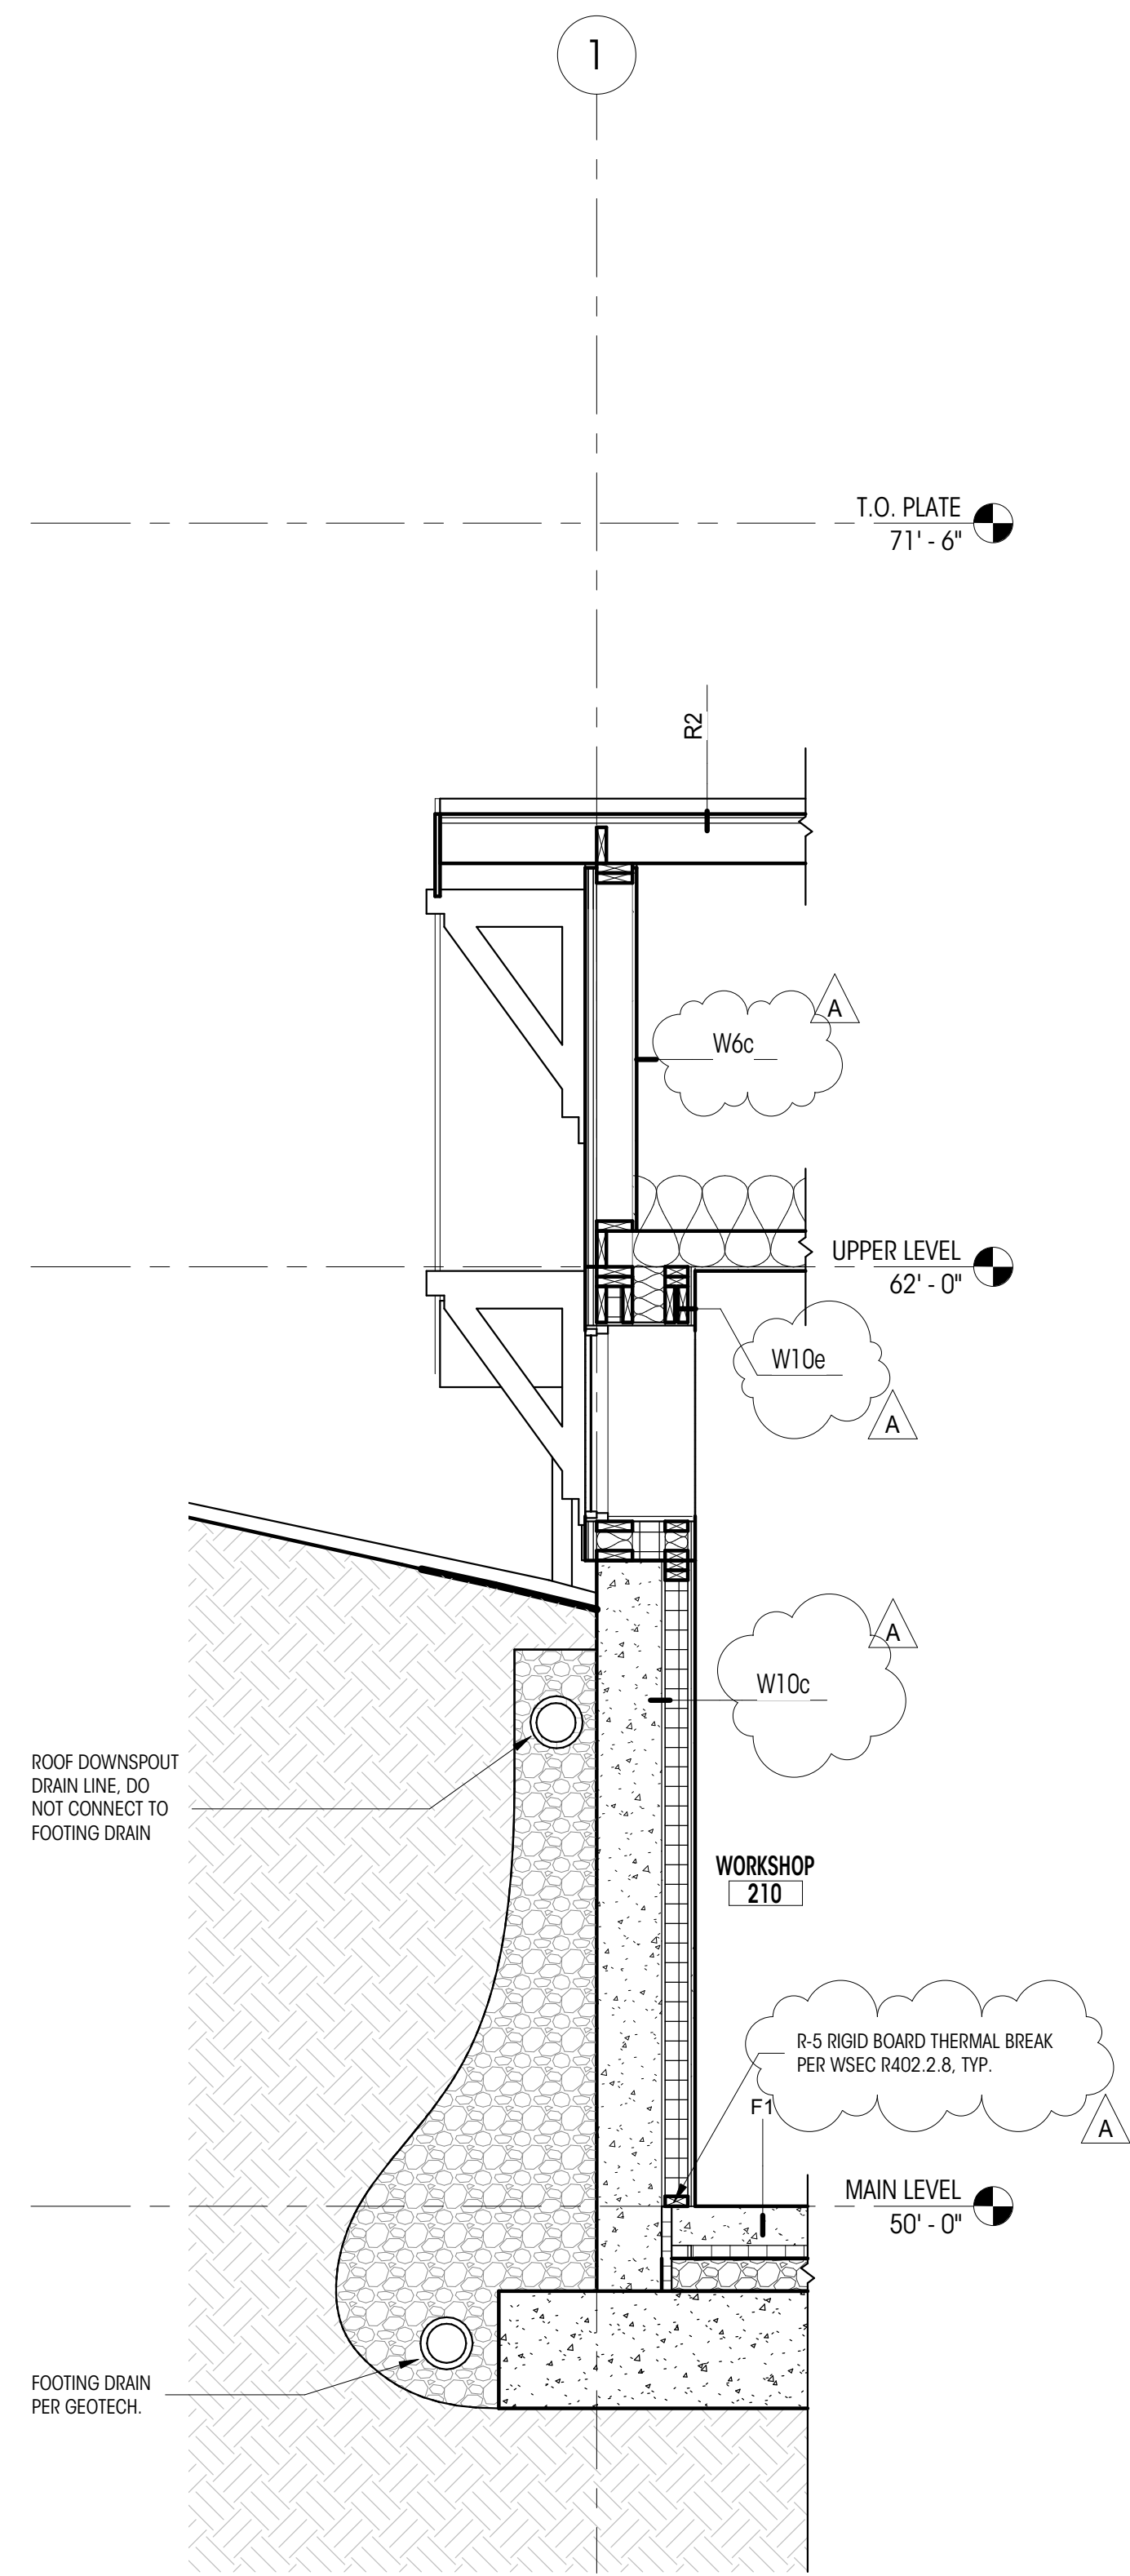 1
T.O. PLATE
71' - 6"
R2
A
W6c
UPPER LEVEL
62' - 0"
W10e
A
A
W10c
ROOF DOWNSPOUT
DRAIN LINE, DO
NOT CONNECT TO
FOOTING DRAIN
WORKSHOP
210
R-5 RIGID BOARD THERMAL BREAK
PER WSEC R402.2.8, TYP.
F1
A
MAIN LEVEL
50' - 0"
FOOTING DRAIN
PER GEOTECH.